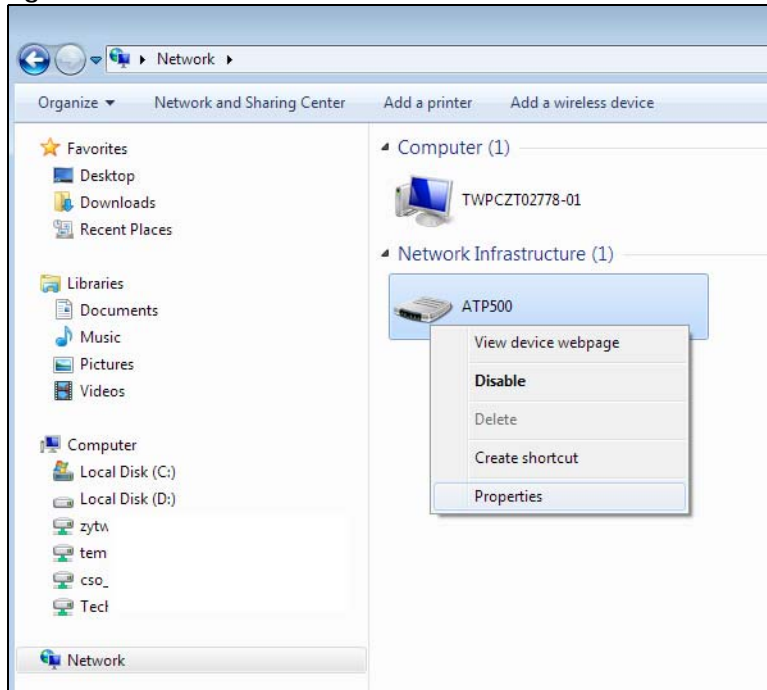 Network
Organize
Network and Sharing Center
Add a printer
Add a wireless device
Favorites
Desktop
Downloads
Recent Places
Libraries
Documents
Music
Pictures
Videos
Computer
Local Disk (C:)
Local Disk (D:)
tem
cso_
Network
Computer (1)
TWPCZT02778-01
Network Infrastructure (1)
ATP500
View device webpage
Disable
Delete
Create shortcut
Properties